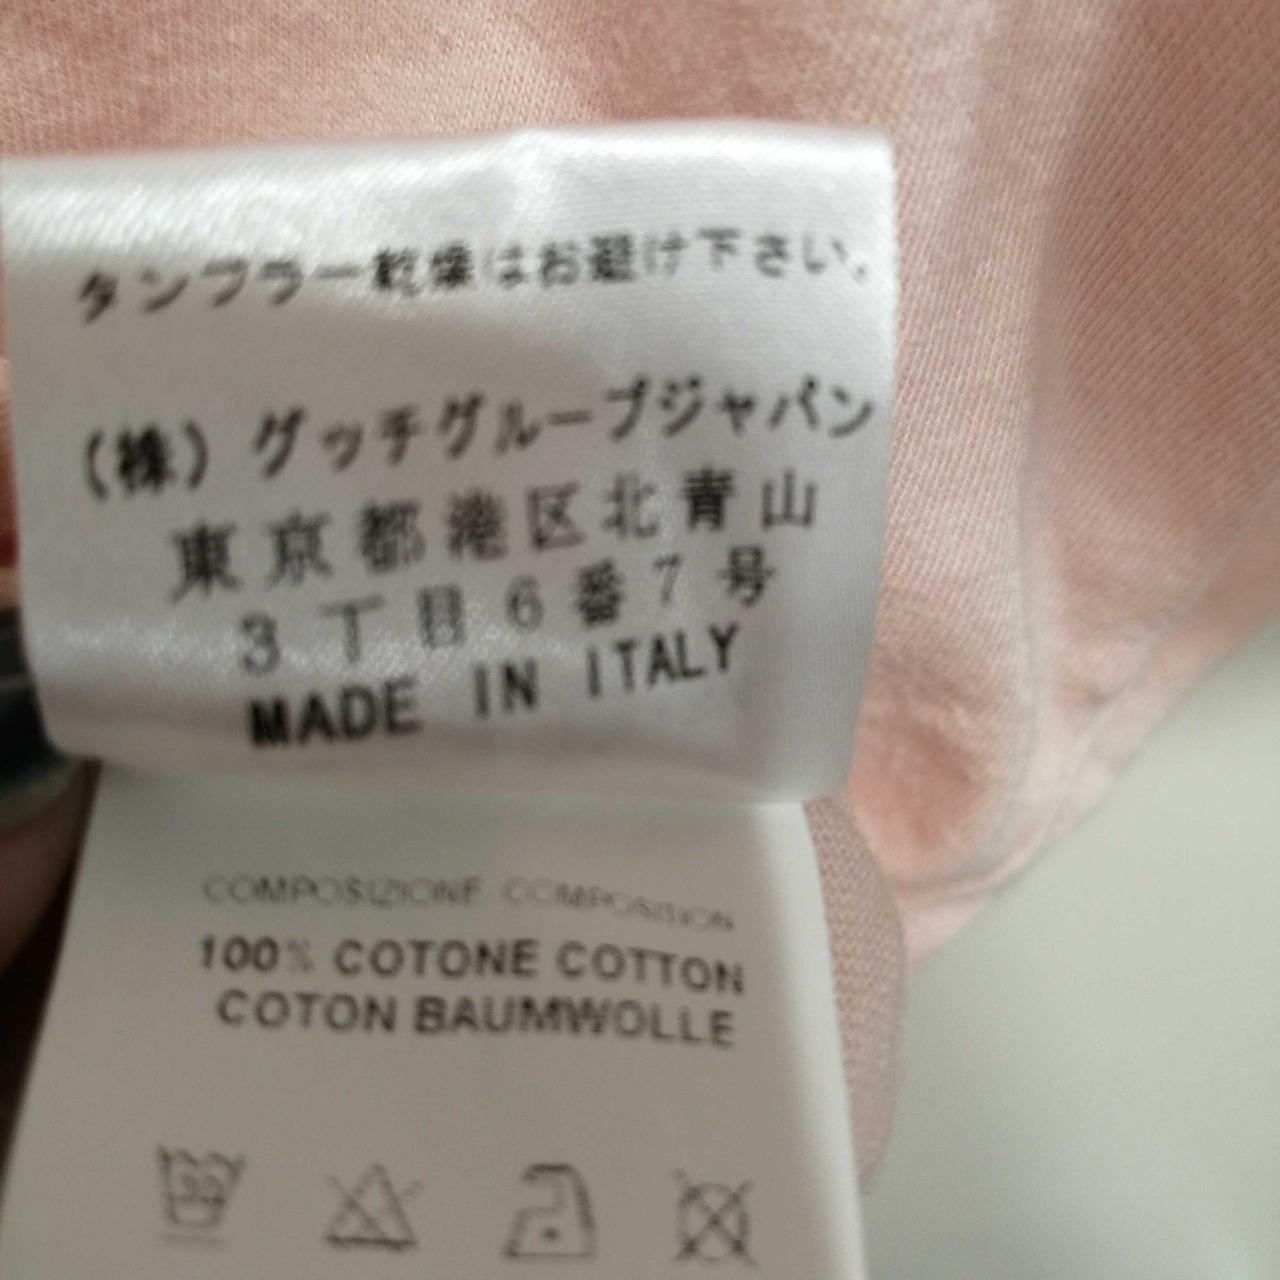 タンブラー乾燥はお避け下さい。
(株)グッチグループジャパン
東京都港区北青山
3丁目6番7号
MADE IN ITALY
COMPOSIZIONE COMPOSITION
100% COTONE COTTON
COTON BAUMWOLLE
30